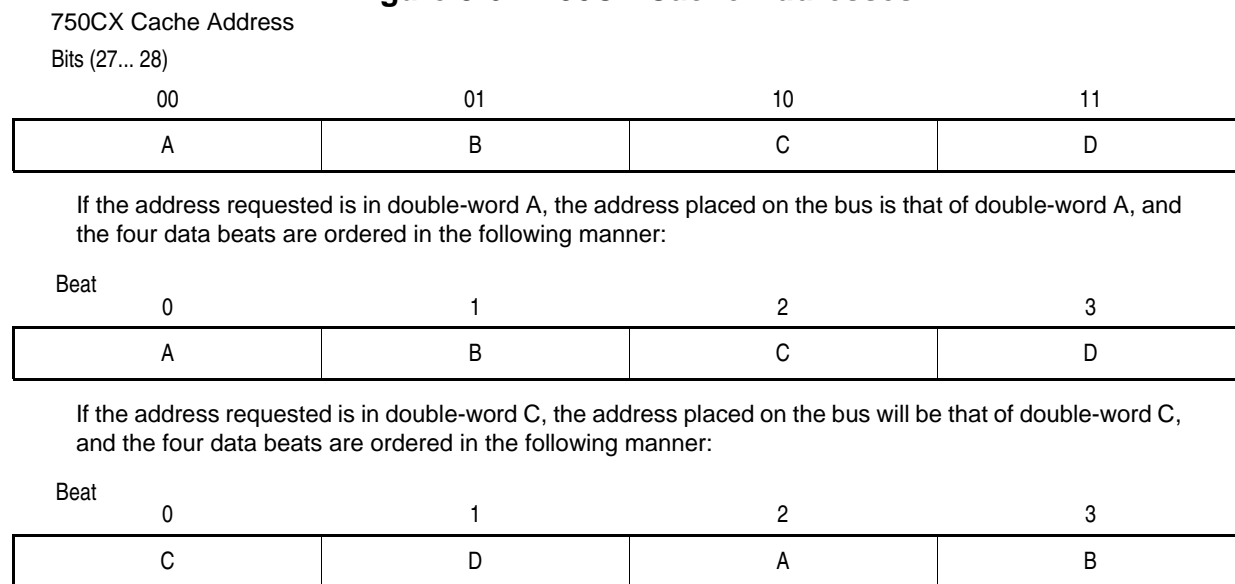 750CX Cache Address
Bits (27... 28)
00 01 10 11
A B C D
If the address requested is in double-word A, the address placed on the bus is that of double-word A, and
the four data beats are ordered in the following manner:
Beat
0 1 2 3
A B C D
If the address requested is in double-word C, the address placed on the bus will be that of double-word C,
and the four data beats are ordered in the following manner:
Beat
0 1 2 3
C D A B